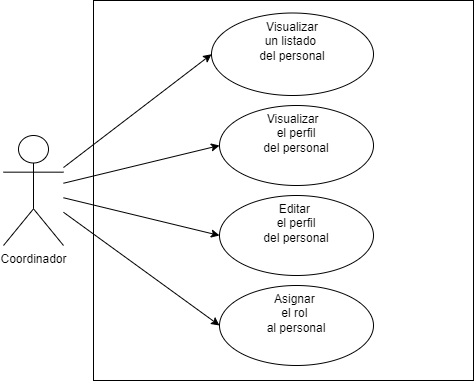 Visualizar
un listado
del personal
Visualizar
el perfil
del personal
Editar
el perfil
del personal
Coordinador
Asignar
el rol
al personal